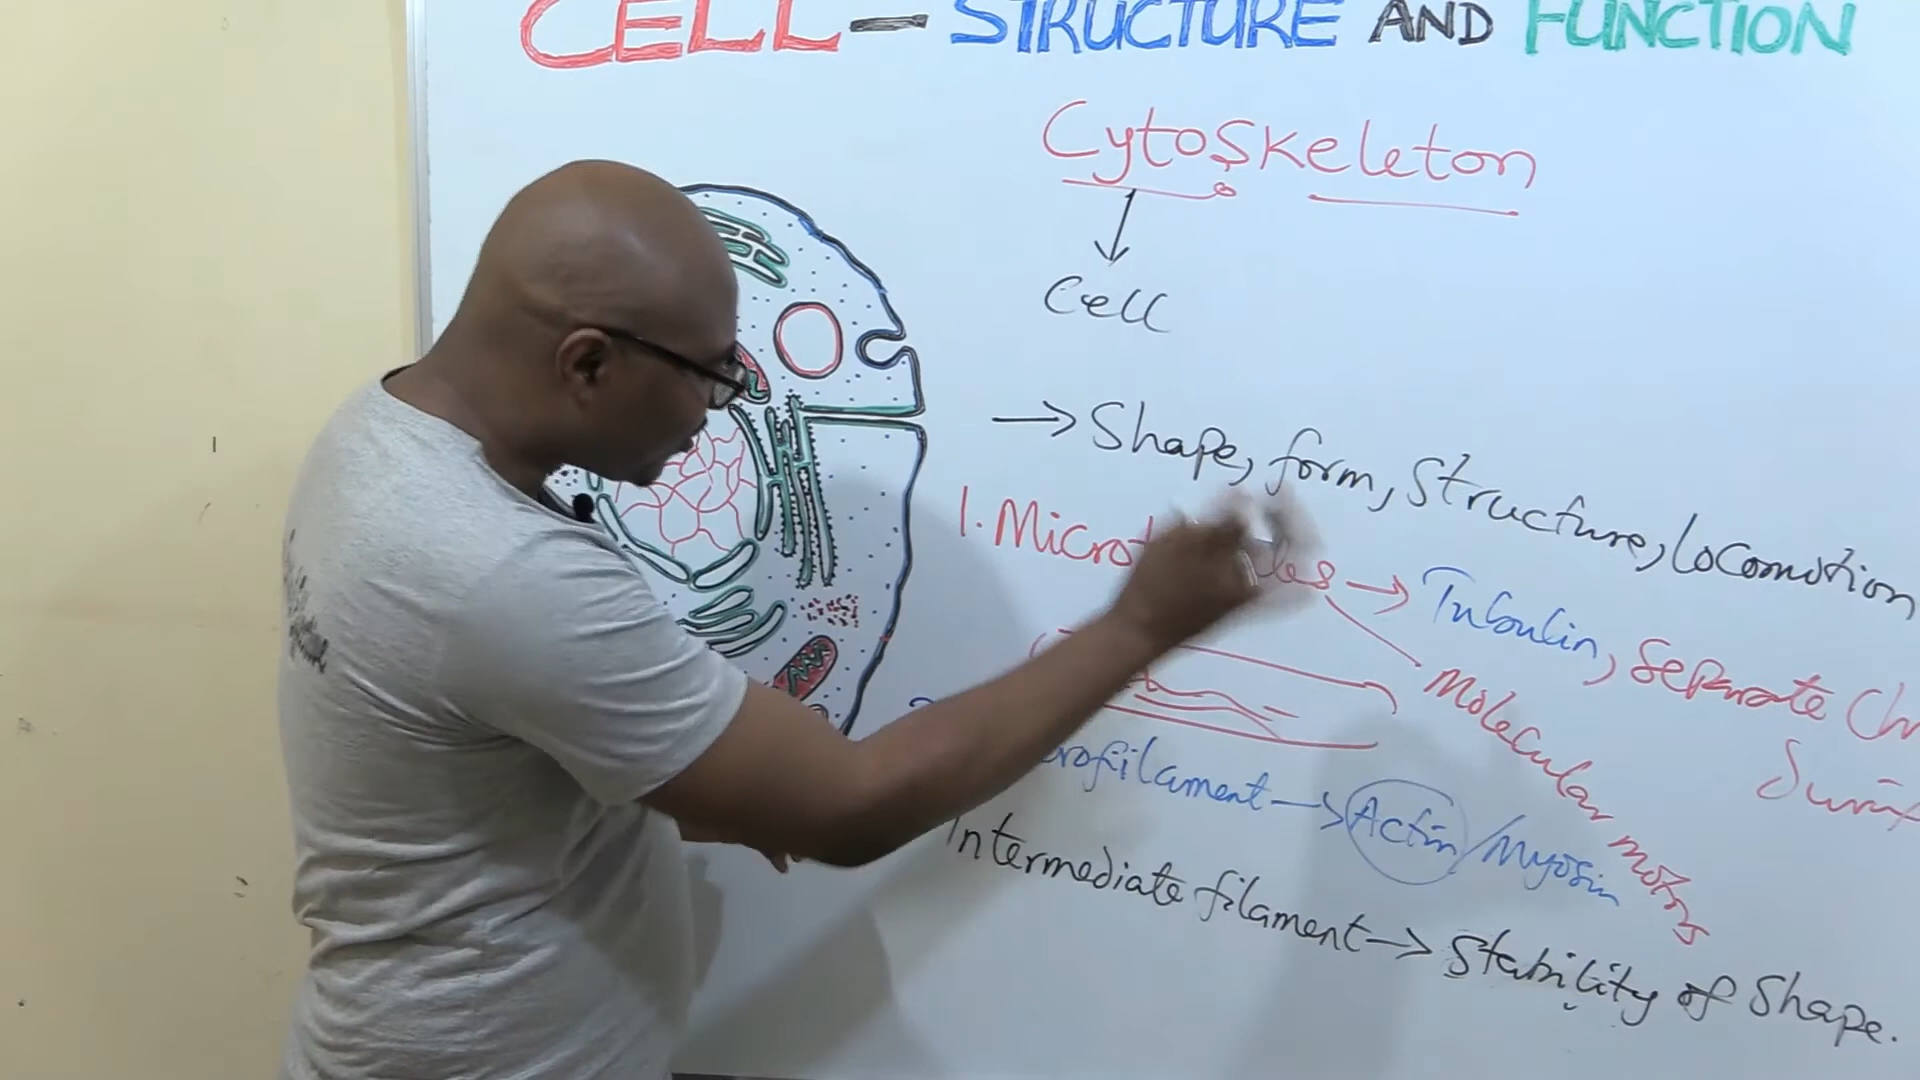 CELL – STRUCTURE AND FUNCTION
Cytoskeleton
Cell
→ Shape, form, Structure, locomotion
1. Micro → Tubulin, Separate
Molecular motors
→ Actin / Myosin
Intermediate filament → Stability of Shape.